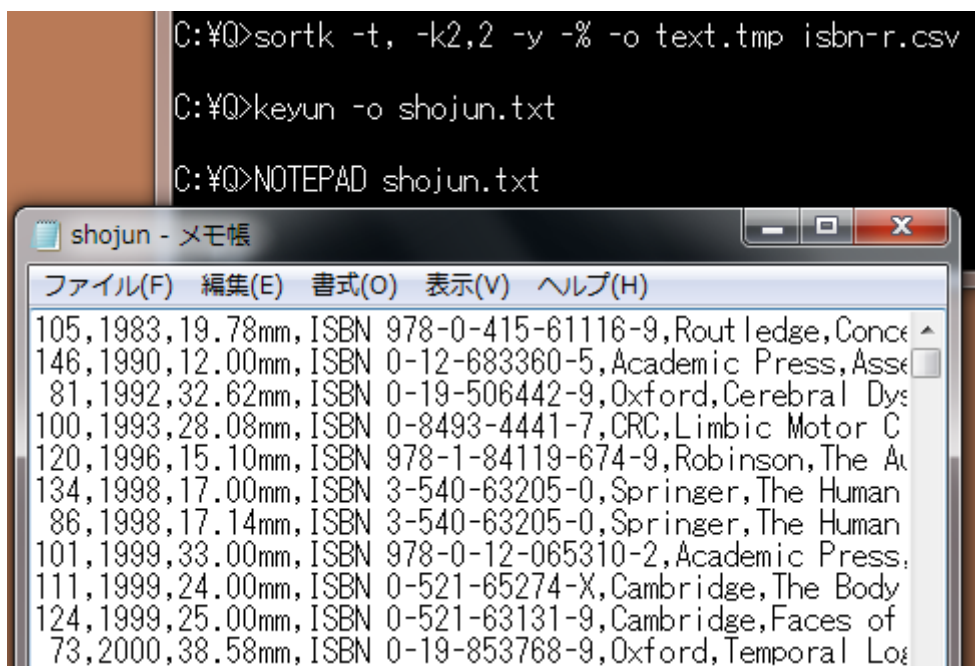 C:¥Q>sortk -t, -k2,2 -y -% -o text.tmp isbn-r.csv
C:¥Q>keyun -o shojun.txt
C:¥Q>NOTEPAD shojun.txt
shojun - メモ帳
ファイル(F) 編集(E) 書式(O) 表示(V) ヘルプ(H)
105,1983,19.78mm,ISBN 978-0-415-61116-9,Routledge,Conce
146,1990,12.00mm,ISBN 0-12-683360-5,Academic Press,Asse
81,1992,32.62mm,ISBN 0-19-506442-9,Oxford,Cerebral Dys
100,1993,28.08mm,ISBN 0-8493-4441-7,CRC,Limbic Motor C
120,1996,15.10mm,ISBN 978-1-84119-674-9,Robinson,The Au
134,1998,17.00mm,ISBN 3-540-63205-0,Springer,The Human
86,1998,17.14mm,ISBN 3-540-63205-0,Springer,The Human
101,1999,33.00mm,ISBN 978-0-12-065310-2,Academic Press,
111,1999,24.00mm,ISBN 0-521-65274-X,Cambridge,The Body
124,1999,25.00mm,ISBN 0-521-63131-9,Cambridge,Faces of
73,2000,38.58mm,ISBN 0-19-853768-9,Oxford,Temporal Log